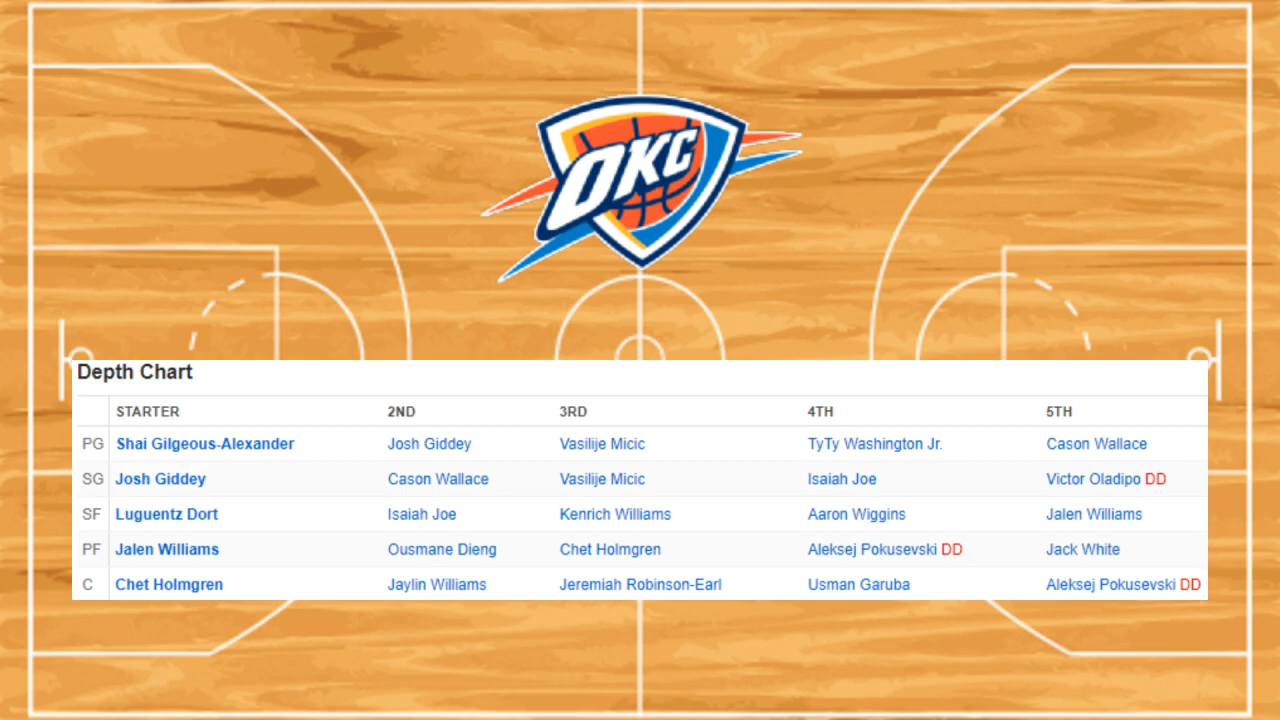 OKC
Depth Chart
STARTER 2ND 3RD 4TH 5TH
PG Shai Gilgeous-Alexander Josh Giddey Vasilije Micic TyTy Washington Jr. Cason Wallace
SG Josh Giddey Cason Wallace Vasilije Micic Isaiah Joe Victor Oladipo DD
SF Luguentz Dort Isaiah Joe Kenrich Williams Aaron Wiggins Jalen Williams
PF Jalen Williams Ousmane Dieng Chet Holmgren Aleksej Pokusevski DD Jack White
C Chet Holmgren Jaylin Williams Jeremiah Robinson-Earl Usman Garuba Aleksej Pokusevski DD